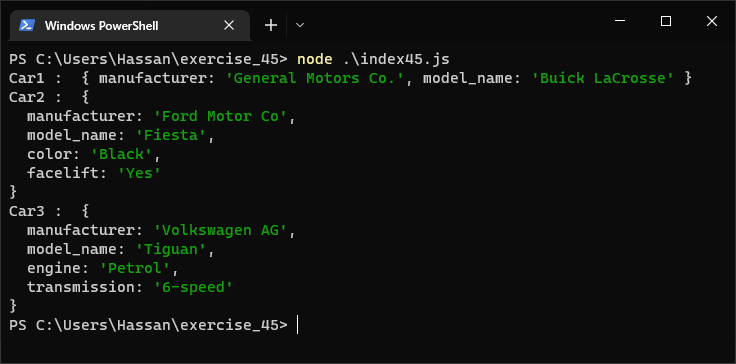 Windows PowerShell
PS C:\Users\Hassan\exercise_45> node .\index45.js
Car1 :  { manufacturer: 'General Motors Co.', model_name: 'Buick LaCrosse' }
Car2 :  {
  manufacturer: 'Ford Motor Co',
  model_name: 'Fiesta',
  color: 'Black',
  facelift: 'Yes'
}
Car3 :  {
  manufacturer: 'Volkswagen AG',
  model_name: 'Tiguan',
  engine: 'Petrol',
  transmission: '6-speed'
}
PS C:\Users\Hassan\exercise_45>